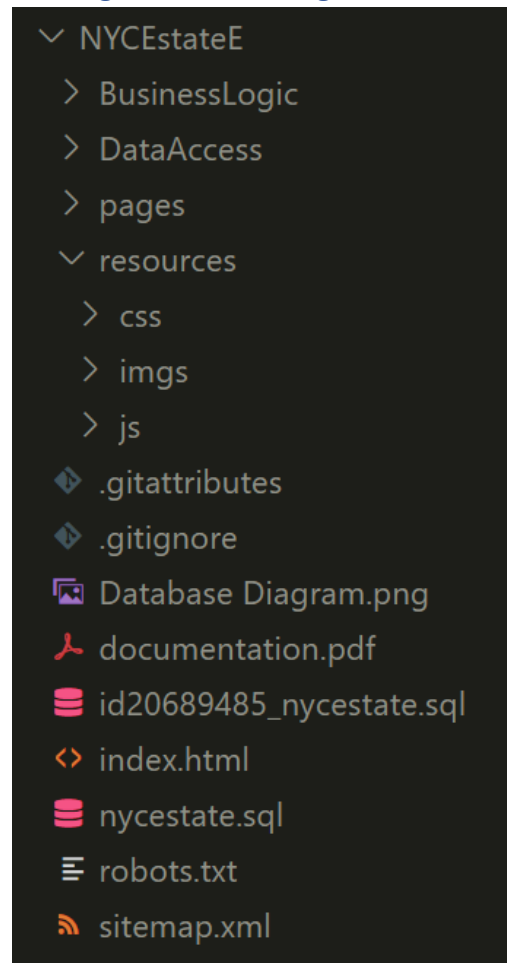 NYCEstateE
BusinessLogic
DataAccess
pages
resources
css
imgs
js
.gitattributes
.gitignore
Database Diagram.png
documentation.pdf
id20689485_nycestate.sql
index.html
nycestate.sql
robots.txt
sitemap.xml